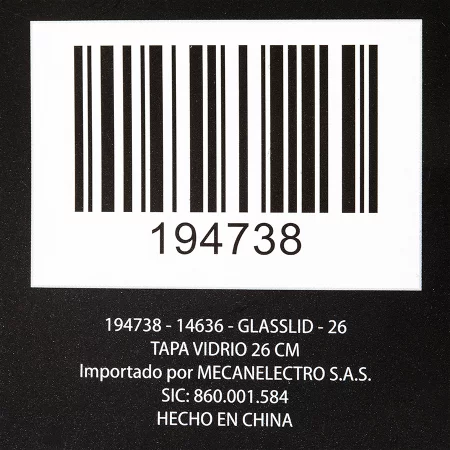 194738
194738 - 14636 - GLASSLID - 26
TAPA VIDRIO 26 CM
Importado por MECANELECTRO S.A.S.
SIC: 860.001.584
HECHO EN CHINA